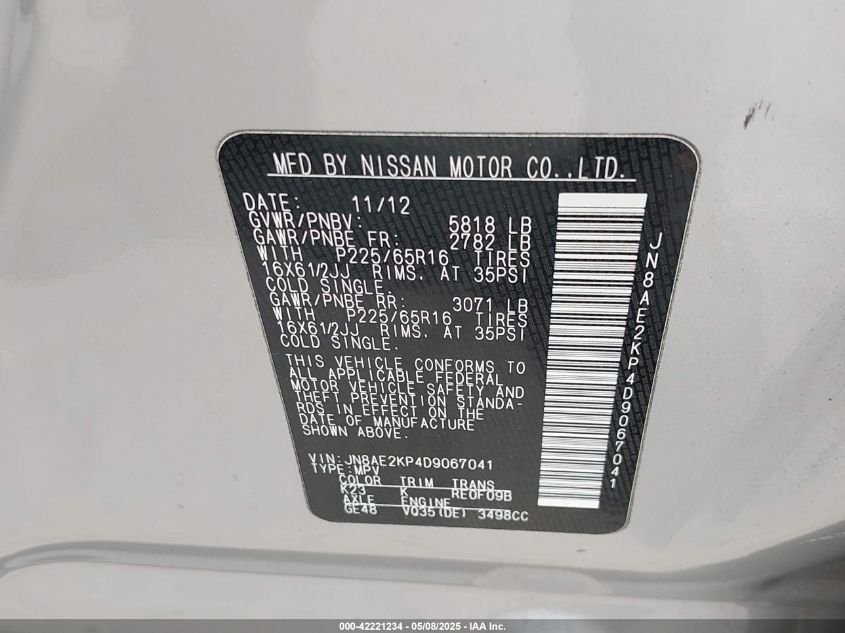 MFD BY NISSAN MOTOR CO.,LTD.
DATE: 11/12
GVWR/PNBV: 5818 LB
GAWR/PNBE FR: 2782 LB
WITH P225/65R16 TIRES
16X61/2JJ RIMS. AT 35PSI
COLD SINGLE.
GAWR/PNBE RR: 3071 LB
WITH P225/65R16 TIRES
16X61/2JJ RIMS. AT 35PSI
COLD SINGLE.
THIS VEHICLE CONFORMS TO
ALL APPLICABLE FEDERAL
MOTOR VEHICLE SAFETY AND
THEFT PREVENTION STANDA-
RDS IN EFFECT ON THE
DATE OF MANUFACTURE
SHOWN ABOVE.
VIN:JN8AE2KP4D9067041
TYPE:MPV
COLOR TRIM TRANS
K23 K RE0F09B
AXLE ENGINE
GE48 VQ35(DE) 3498CC
JN8AE2KP4D9067041
000-42221234 - 05/08/2025 - IAA Inc.